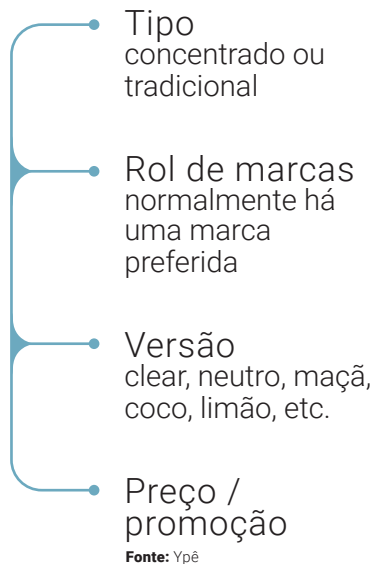 Tipo
concentrado ou
tradicional
Rol de marcas
normalmente há
uma marca
preferida
Versão
clear, neutro, maçã,
coco, limão, etc.
Preço /
promoção
Fonte: Ypê